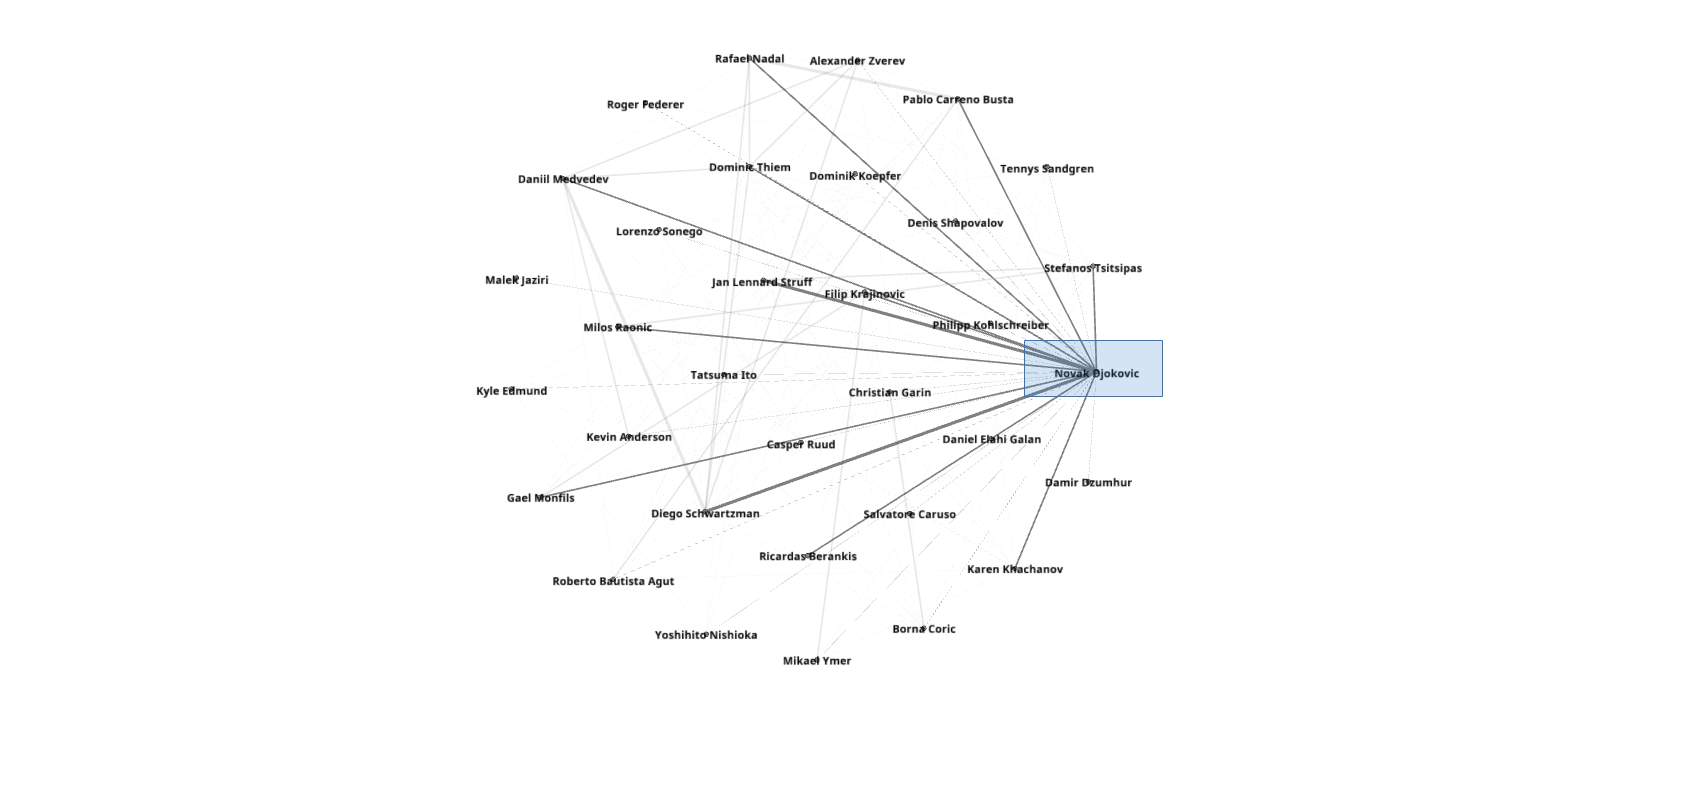 Rafael Nadal
Alexander Zverev
Pablo Carreno Busta
Roger Federer
Dominic Thiem
Tennys Sandgren
Daniil Medvedev
Dominik Koepfer
Denis Shapovalov
Lorenzo Sonego
Stefanos Tsitsipas
Malek Jaziri
Jan Lennard Struff
Filip Krajinovic
Milos Raonic
Philipp Kohlschreiber
Tatsuma Ito
Novak Djokovic
Kyle Edmund
Christian Garin
Kevin Anderson
Casper Ruud
Daniel Elahi Galan
Damir Dzumhur
Gael Monfils
Diego Schwartzman
Salvatore Caruso
Ricardas Berankis
Karen Khachanov
Roberto Bautista Agut
Yoshihito Nishioka
Borna Coric
Mikael Ymer